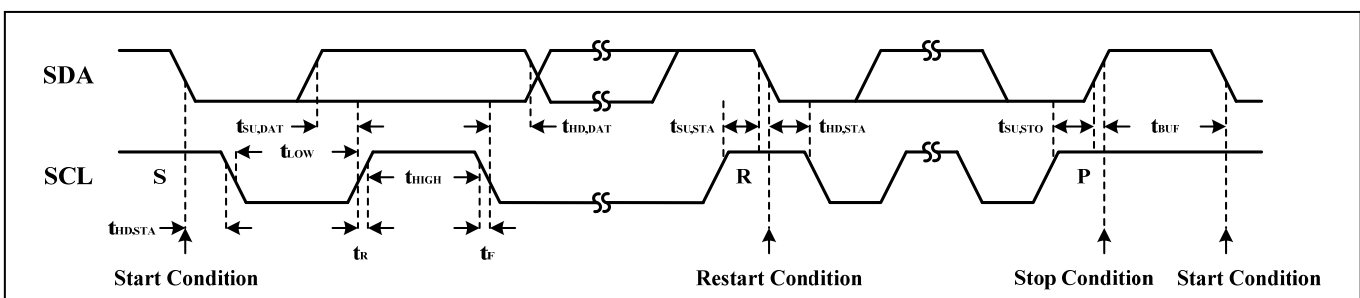 SDA
tSU,DAT
tHD,DAT
tSU,STA
tHD,STA
tSU,STO
tBUF
tLOW
SCL
S
tHIGH
R
P
tHD,STA
tR
tF
Start Condition
Restart Condition
Stop Condition
Start Condition